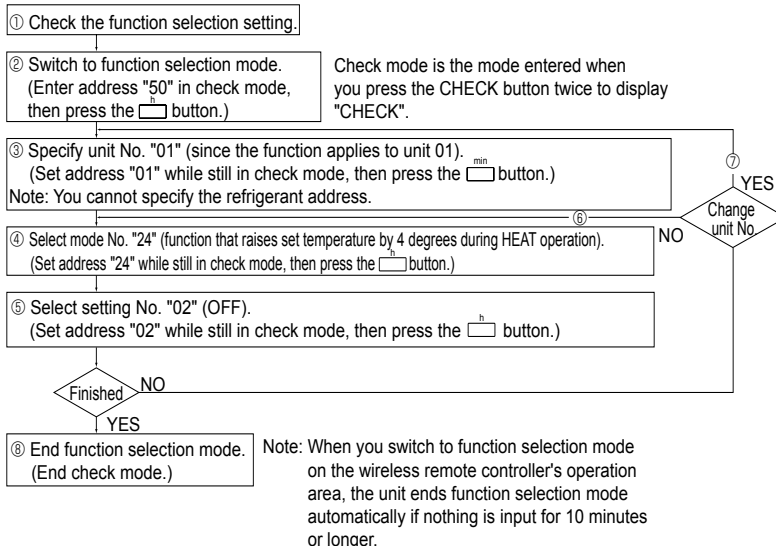 ① Check the function selection setting.
② Switch to function selection mode.
(Enter address "50" in check mode,
then press the h button.)
Check mode is the mode entered when
you press the CHECK button twice to display
"CHECK".
③ Specify unit No. "01" (since the function applies to unit 01).
(Set address "01" while still in check mode, then press the min button.)
Note: You cannot specify the refrigerant address.
⑦
YES
Change
unit No.
⑥
NO
④ Select mode No. "24" (function that raises set temperature by 4 degrees during HEAT operation).
(Set address "24" while still in check mode, then press the h button.)
⑤ Select setting No. "02" (OFF).
(Set address "02" while still in check mode, then press the h button.)
Finished
NO
YES
⑧ End function selection mode.
(End check mode.)
Note: When you switch to function selection mode
on the wireless remote controller's operation
area, the unit ends function selection mode
automatically if nothing is input for 10 minutes
or longer.